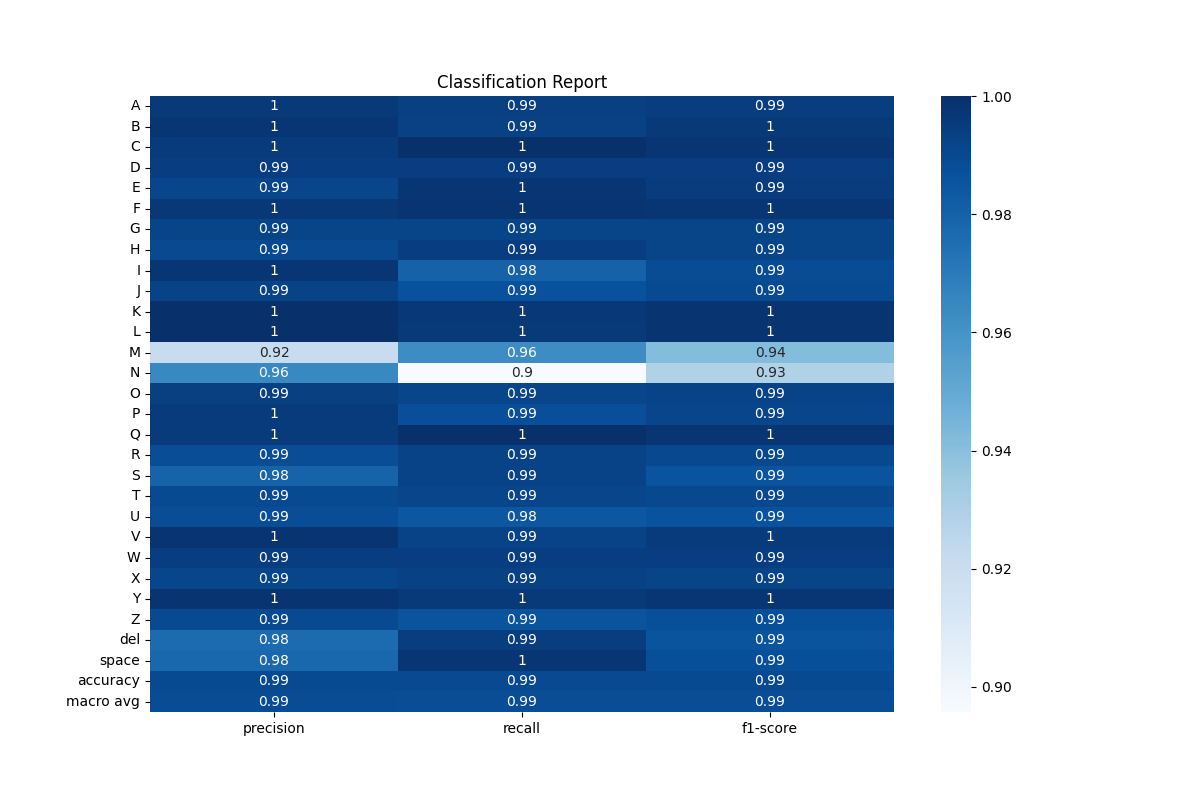 Classification Report
A 1 0.99 0.99 1.00
B 1 0.99 1
C 1 1 1
D 0.99 0.99 0.99
E 0.99 1 0.99
F 1 1 1
0.98
G 0.99 0.99 0.99
H 0.99 0.99 0.99
I 1 0.98 0.99
J 0.99 0.99 0.99
K 1 1 1
L 1 1 1
0.96
M 0.92 0.96 0.94
N 0.96 0.9 0.93
O 0.99 0.99 0.99
P 1 0.99 0.99
Q 1 1 1
0.94
R 0.99 0.99 0.99
S 0.98 0.99 0.99
T 0.99 0.99 0.99
U 0.99 0.98 0.99
V 1 0.99 1
W 0.99 0.99 0.99
0.92
X 0.99 0.99 0.99
Y 1 1 1
Z 0.99 0.99 0.99
del 0.98 0.99 0.99
space 0.98 1 0.99
accuracy 0.99 0.99 0.99
0.90
macro avg 0.99 0.99 0.99
precision recall f1-score